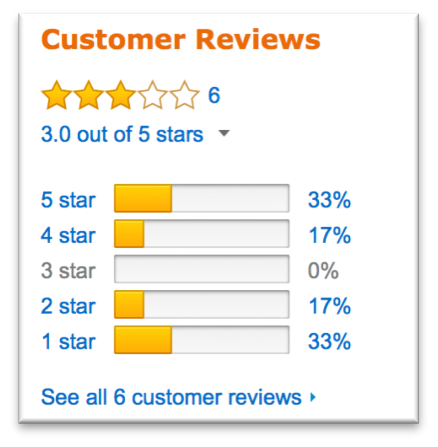 Customer Reviews
6
3.0 out of 5 stars
5 star 33%
4 star 17%
3 star 0%
2 star 17%
1 star 33%
See all 6 customer reviews